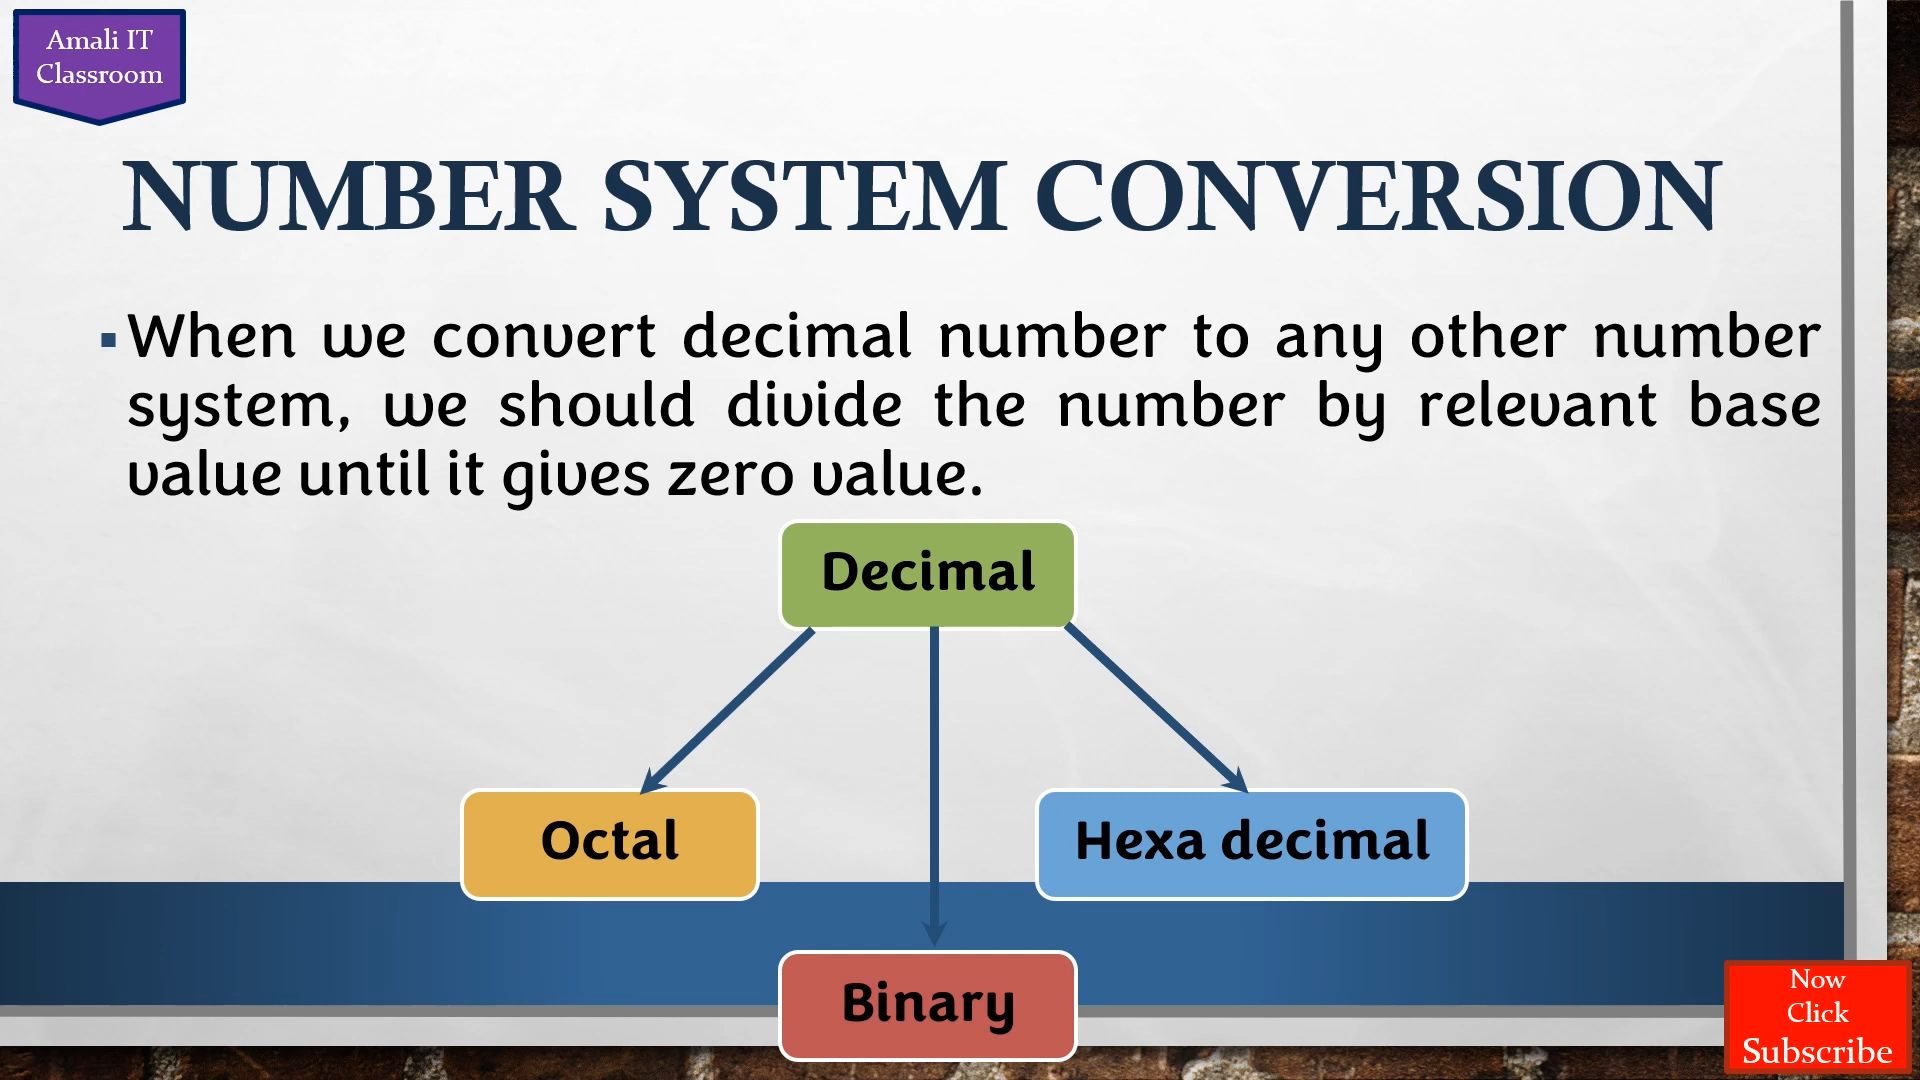 Amali IT
Classroom
NUMBER SYSTEM CONVERSION
▪When we convert decimal number to any other number
system, we should divide the number by relevant base
value until it gives zero value.
Decimal
Octal
Hexa decimal
Binary
Now
Click
Subscribe